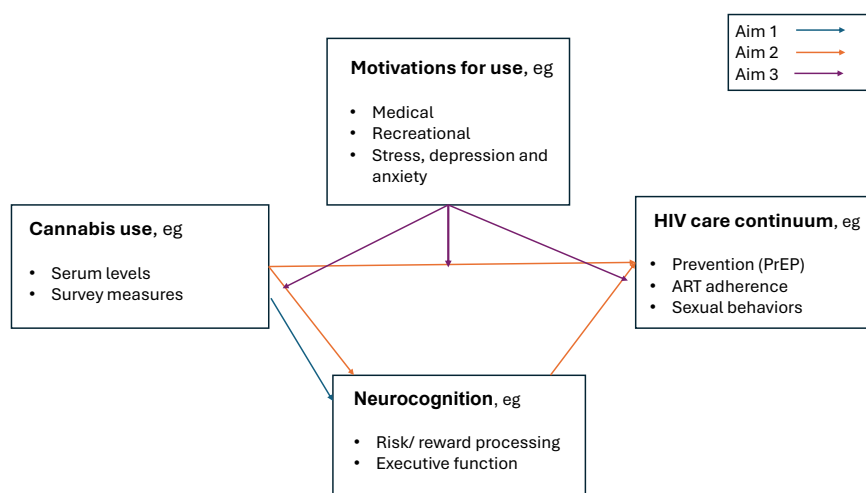 Aim 1
Aim 2
Aim 3
Motivations for use, eg
• Medical
• Recreational
• Stress, depression and
anxiety
Cannabis use, eg
• Serum levels
• Survey measures
HIV care continuum, eg
• Prevention (PrEP)
• ART adherence
• Sexual behaviors
Neurocognition, eg
• Risk/ reward processing
• Executive function